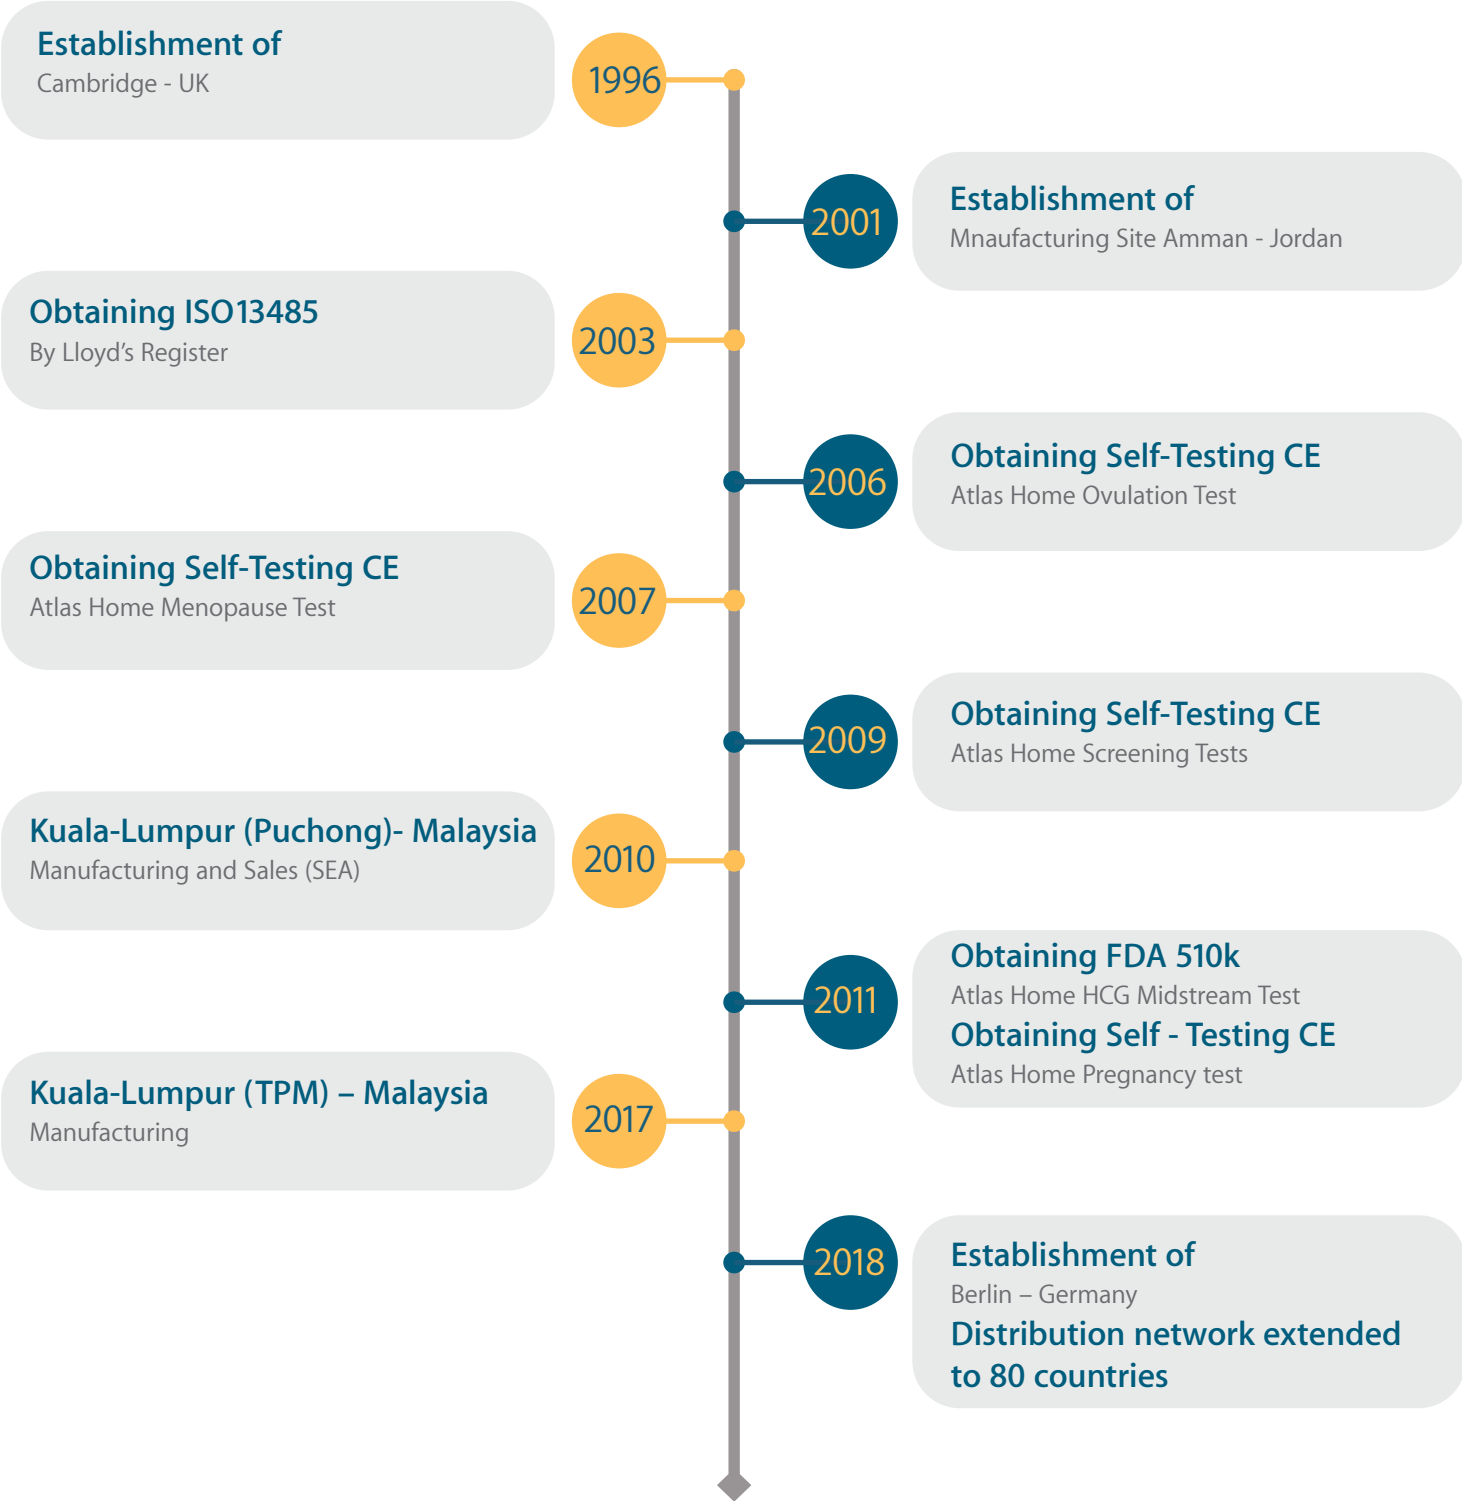 Establishment of
Cambridge - UK
1996
2001
Establishment of
Mnaufacturing Site Amman - Jordan
Obtaining ISO13485
By Lloyd’s Register
2003
2006
Obtaining Self-Testing CE
Atlas Home Ovulation Test
Obtaining Self-Testing CE
Atlas Home Menopause Test
2007
2009
Obtaining Self-Testing CE
Atlas Home Screening Tests
Kuala-Lumpur (Puchong)- Malaysia
Manufacturing and Sales (SEA)
2010
2011
Obtaining FDA 510k
Atlas Home HCG Midstream Test
Obtaining Self - Testing CE
Atlas Home Pregnancy test
Kuala-Lumpur (TPM) – Malaysia
Manufacturing
2017
2018
Establishment of
Berlin – Germany
Distribution network extended
to 80 countries